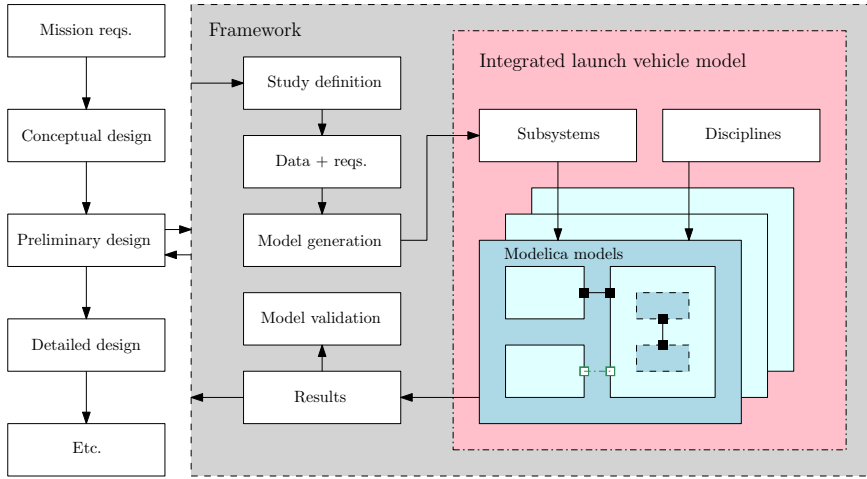 Mission reqs.
Conceptual design
Preliminary design
Detailed design
Etc.
Framework
Study definition
Data + reqs.
Model generation
Model validation
Results
Integrated launch vehicle model
Subsystems
Disciplines
Modelica models